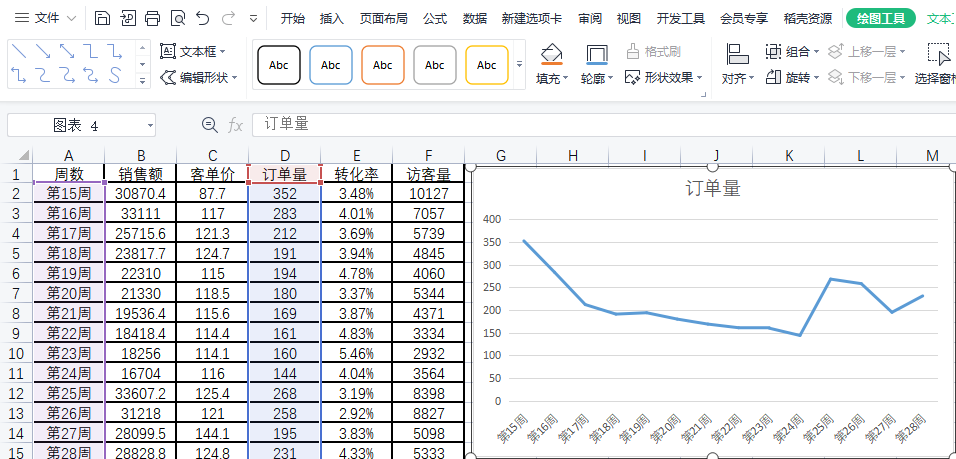 文件 开始 插入 页面布局 公式 数据 新建选项卡 审阅 视图 开发工具 会员专享 稻壳资源 绘图工具 文本工
文本框 Abc Abc Abc Abc Abc 填充 轮廓 格式刷 对齐 组合 上移一层 选择窗格
编辑形状 形状效果 旋转 下移一层
图表 4 fx 订单量
A B C D E F G H I J K L M
1 周数 销售额 客单价 订单量 转化率 访客量
2 第15周 30870.4 87.7 352 3.48% 10127
3 第16周 33111 117 283 4.01% 7057
4 第17周 25715.6 121.3 212 3.69% 5739
5 第18周 23817.7 124.7 191 3.94% 4845
6 第19周 22310 115 194 4.78% 4060
7 第20周 21330 118.5 180 3.37% 5344
8 第21周 19536.4 115.6 169 3.87% 4371
9 第22周 18418.4 114.4 161 4.83% 3334
10 第23周 18256 114.1 160 5.46% 2932
11 第24周 16704 116 144 4.04% 3564
12 第25周 33607.2 125.4 268 3.19% 8398
13 第26周 31218 121 258 2.92% 8827
14 第27周 28099.5 144.1 195 3.83% 5098
15 第28周 28828.8 124.8 231 4.33% 5333
订单量
400
350
300
250
200
150
100
50
0
第15周 第16周 第17周 第18周 第19周 第20周 第21周 第22周 第23周 第24周 第25周 第26周 第27周 第28周